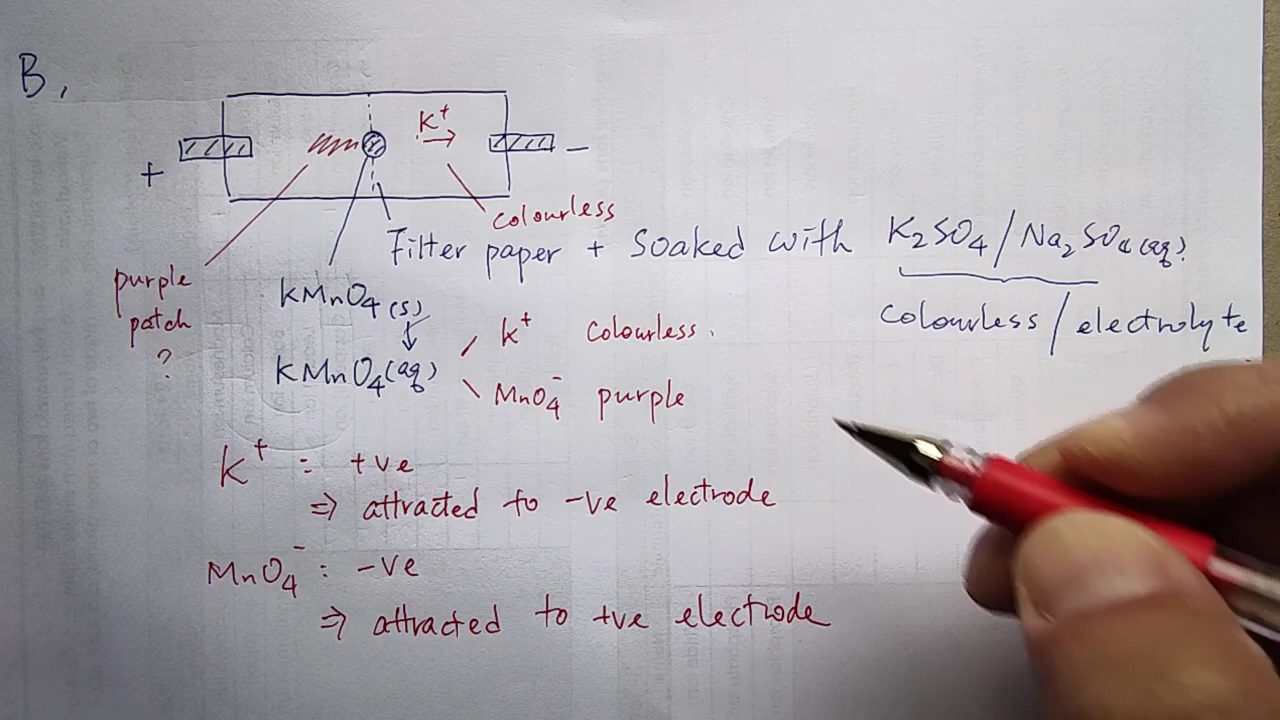 B,
K⁺
+
−
colourless
Filter paper + soaked with K₂SO₄/Na₂SO₄(aq).
purple patch ?
KMnO₄(s)
colourless/electrolyte
K⁺ colourless.
KMnO₄(aq)
MnO₄⁻ purple
K⁺ : +ve
⇒ attracted to -ve electrode
MnO₄⁻ : -ve
⇒ attracted to +ve electrode